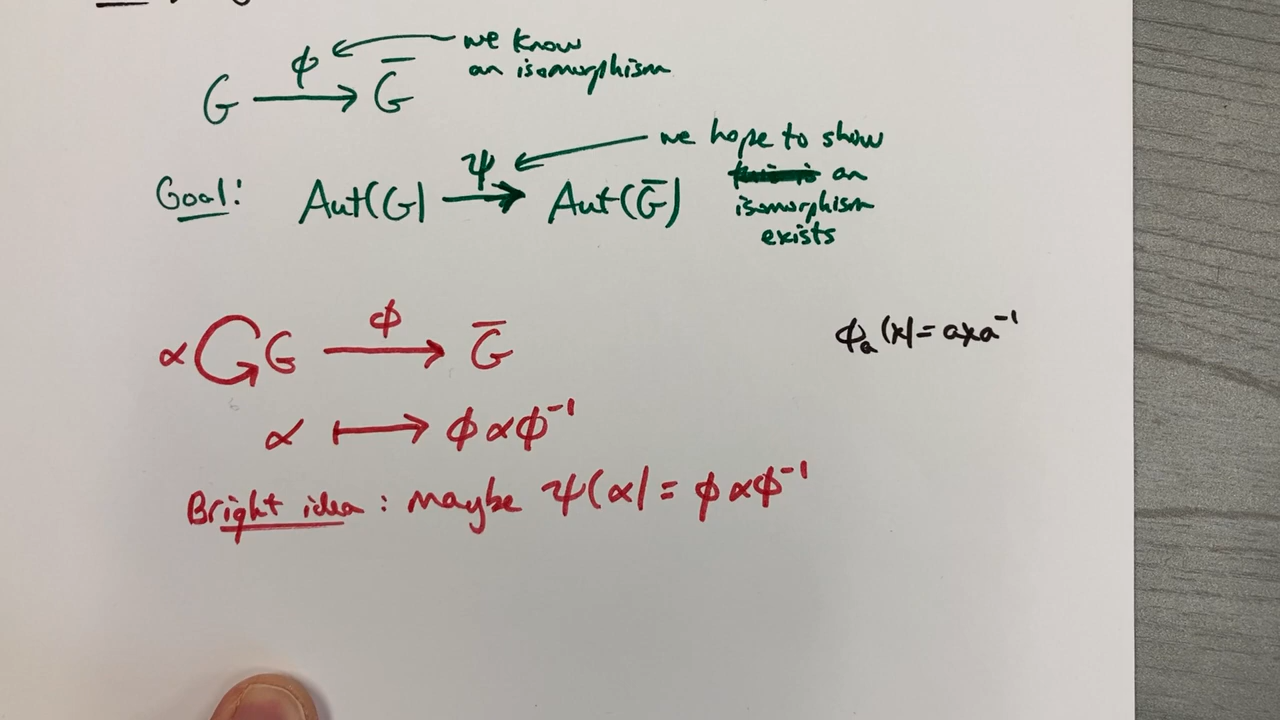 G —ϕ→ G̅ we know
an isomorphism
Goal: Aut(G) —ψ→ Aut(G̅) we hope to show
an
isomorphism
exists
α G —ϕ→ G̅
ϕₐ(x) = axa⁻¹
α ⟼ ϕαϕ⁻¹
Bright idea: Maybe ψ(α) = ϕαϕ⁻¹